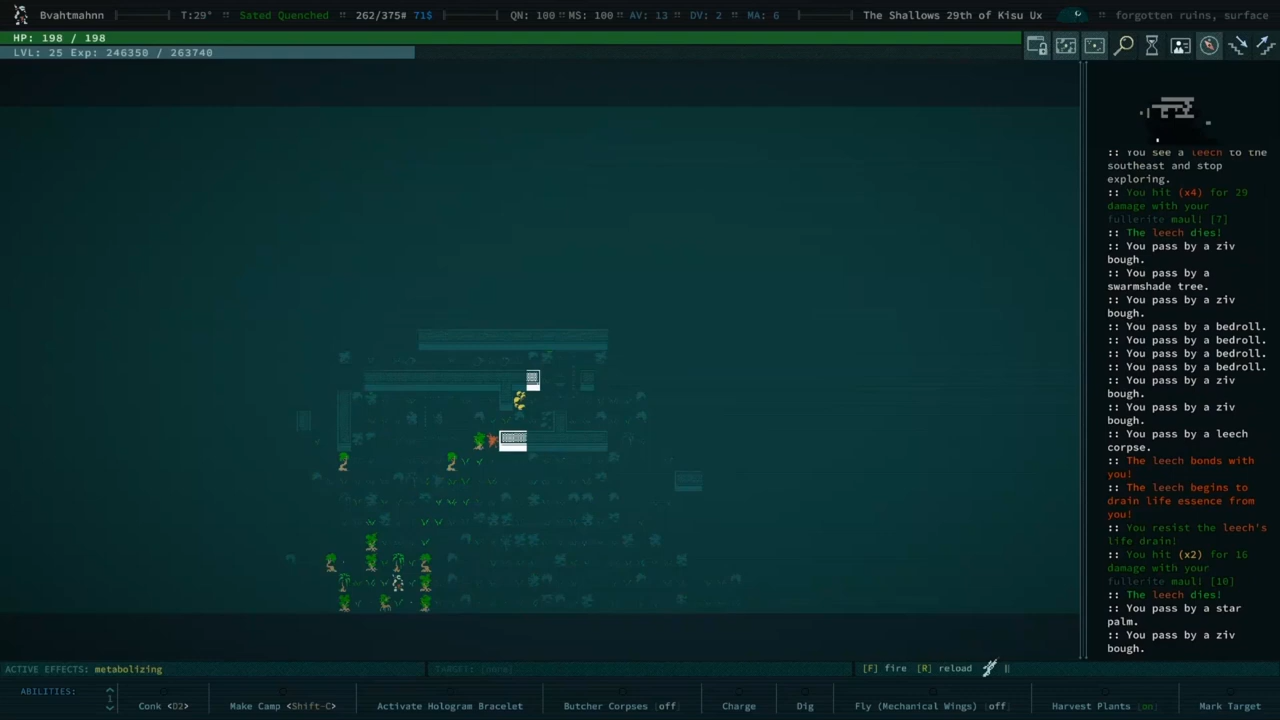 Bvahtmahn T:29° Sated Quenched :: 262/375# 71$ QN: 100 :: MS: 100 :: AV: 13 :: DV: 2 :: MA: 6 The Shallows 29th of Kisu Ux :: forgotten ruins, surface
HP: 198 / 198
LVL: 25 Exp: 246350 / 263740
:: You see a leech to the
southeast and stop
exploring.
:: You hit (x4) for 29
damage with your
fullerite maul! [7]
:: The leech dies!
:: You pass by a ziv
bough.
:: You pass by a
swarmshade tree.
:: You pass by a ziv
bough.
:: You pass by a bedroll.
:: You pass by a bedroll.
:: You pass by a bedroll.
:: You pass by a bedroll.
:: You pass by a ziv
bough.
:: You pass by a ziv
bough.
:: You pass by a leech
corpse.
:: The leech bonds with
you!
:: The leech begins to
drain life essence from
you!
:: You resist the leech's
life drain!
:: You hit (x2) for 16
damage with your
fullerite maul! [10]
:: The leech dies!
:: You pass by a star
palm.
:: You pass by a ziv
bough.
ACTIVE EFFECTS: metabolizing TARGET: [none] [F] fire [R] reload
ABILITIES: 1 Conk <D2> Make Camp <Shift-C> Activate Hologram Bracelet Butcher Corpses [off] Charge Dig Fly (Mechanical Wings) [off] Harvest Plants [on] Mark Target